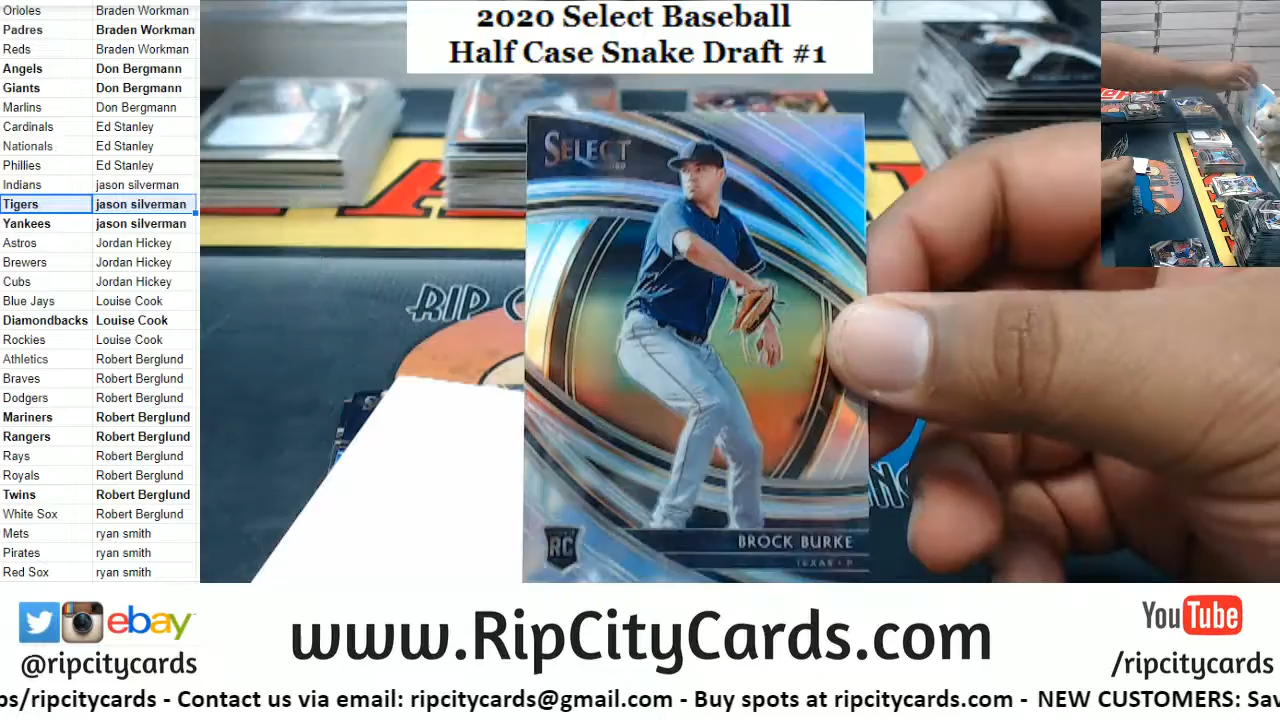 Orioles Braden Workman
Padres Braden Workman
Reds Braden Workman
Angels Don Bergmann
Giants Don Bergmann
Marlins Don Bergmann
Cardinals Ed Stanley
Nationals Ed Stanley
Phillies Ed Stanley
Indians jason silverman
Tigers jason silverman
Yankees jason silverman
Astros Jordan Hickey
Brewers Jordan Hickey
Cubs Jordan Hickey
Blue Jays Louise Cook
Diamondbacks Louise Cook
Rockies Louise Cook
Athletics Robert Berglund
Braves Robert Berglund
Dodgers Robert Berglund
Mariners Robert Berglund
Rangers Robert Berglund
Rays Robert Berglund
Royals Robert Berglund
Twins Robert Berglund
White Sox Robert Berglund
Mets ryan smith
Pirates ryan smith
Red Sox ryan smith
2020 Select Baseball
Half Case Snake Draft #1
SELECT
RIP
RC
BROCK BURKE
TEXAS • P
ebay
@ripcitycards
www.RipCityCards.com
YouTube
/ripcitycards
ps/ripcitycards - Contact us via email: ripcitycards@gmail.com - Buy spots at ripcitycards.com - NEW CUSTOMERS: Sav